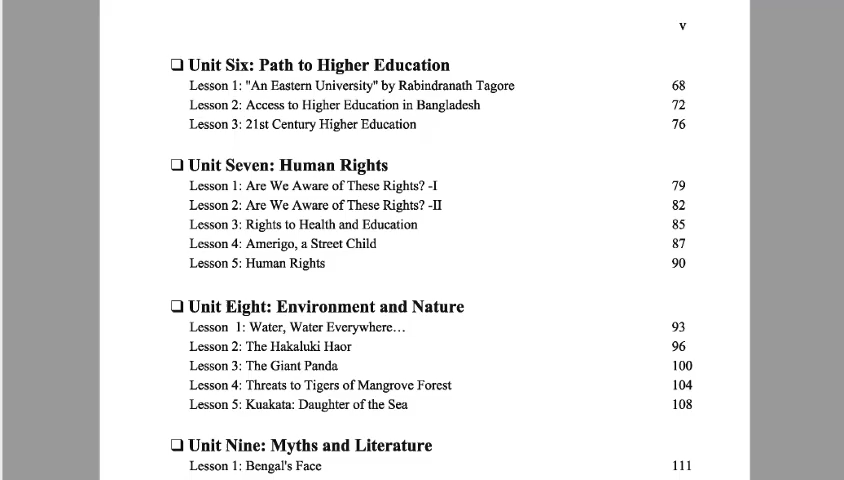 v
❑ Unit Six: Path to Higher Education
Lesson 1: "An Eastern University" by Rabindranath Tagore 68
Lesson 2: Access to Higher Education in Bangladesh 72
Lesson 3: 21st Century Higher Education 76
❑ Unit Seven: Human Rights
Lesson 1: Are We Aware of These Rights? -I 79
Lesson 2: Are We Aware of These Rights? -II 82
Lesson 3: Rights to Health and Education 85
Lesson 4: Amerigo, a Street Child 87
Lesson 5: Human Rights 90
❑ Unit Eight: Environment and Nature
Lesson 1: Water, Water Everywhere… 93
Lesson 2: The Hakaluki Haor 96
Lesson 3: The Giant Panda 100
Lesson 4: Threats to Tigers of Mangrove Forest 104
Lesson 5: Kuakata: Daughter of the Sea 108
❑ Unit Nine: Myths and Literature
Lesson 1: Bengal's Face 111